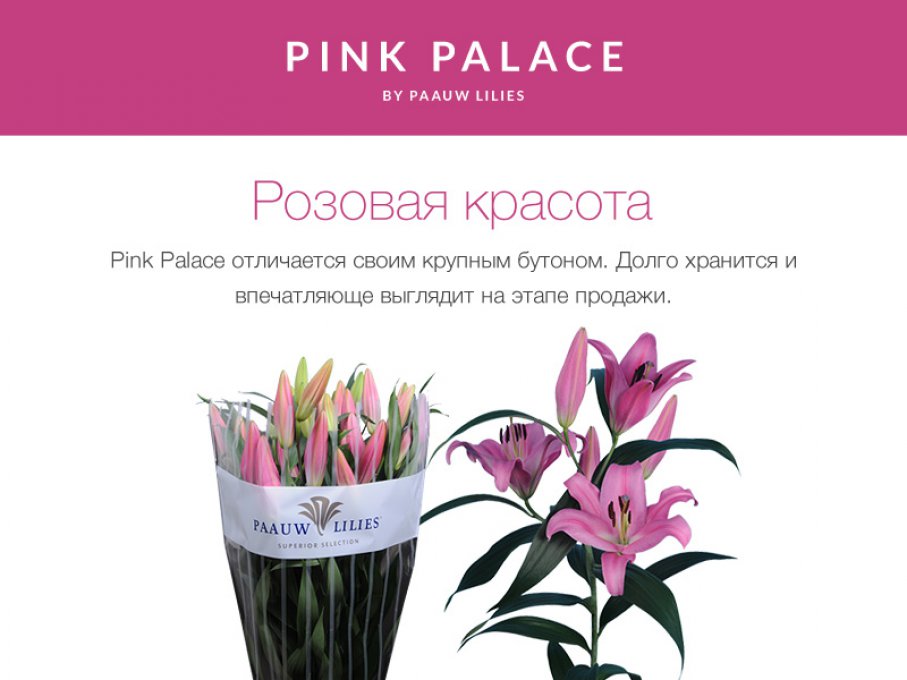 PINK PALACE
BY PAAUW LILIES
Розовая красота
Pink Palace отличается своим крупным бутоном. Долго хранится и
впечатляюще выглядит на этапе продажи.
PAAUW LILIES
SUPERIOR SELECTION